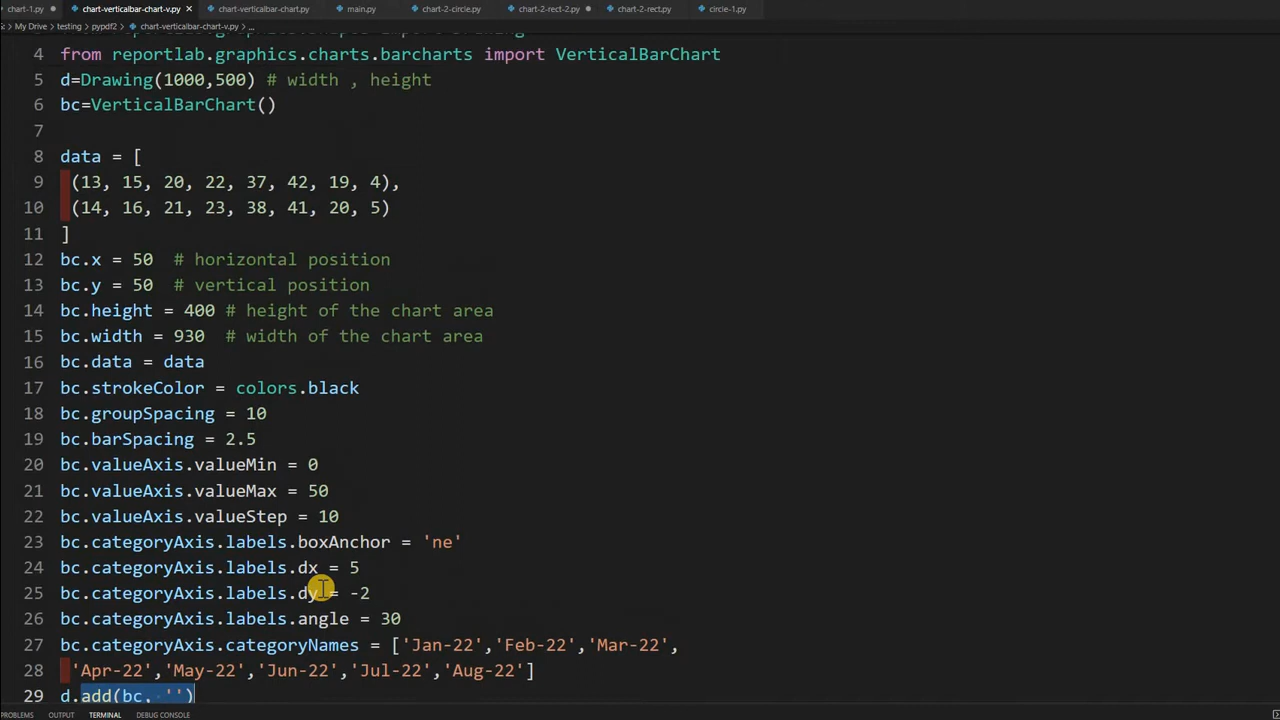 chart-1.py chart-verticalbar-chart-v.py × chart-verticalbar-chart.py main.py chart-2-circle.py chart-2-rect-2.py chart-2-rect.py circle-1.py
My Drive > testing > pypdf2 > chart-verticalbar-chart-v.py > ...
4 from reportlab.graphics.charts.barcharts import VerticalBarChart
5 d=Drawing(1000,500) # width , height
6 bc=VerticalBarChart()
7
8 data = [
9 (13, 15, 20, 22, 37, 42, 19, 4),
10 (14, 16, 21, 23, 38, 41, 20, 5)
11 ]
12 bc.x = 50 # horizontal position
13 bc.y = 50 # vertical position
14 bc.height = 400 # height of the chart area
15 bc.width = 930 # width of the chart area
16 bc.data = data
17 bc.strokeColor = colors.black
18 bc.groupSpacing = 10
19 bc.barSpacing = 2.5
20 bc.valueAxis.valueMin = 0
21 bc.valueAxis.valueMax = 50
22 bc.valueAxis.valueStep = 10
23 bc.categoryAxis.labels.boxAnchor = 'ne'
24 bc.categoryAxis.labels.dx = 5
25 bc.categoryAxis.labels.dy = -2
26 bc.categoryAxis.labels.angle = 30
27 bc.categoryAxis.categoryNames = ['Jan-22','Feb-22','Mar-22',
28 'Apr-22','May-22','Jun-22','Jul-22','Aug-22']
29 d.add(bc, '')
PROBLEMS OUTPUT TERMINAL DEBUG CONSOLE